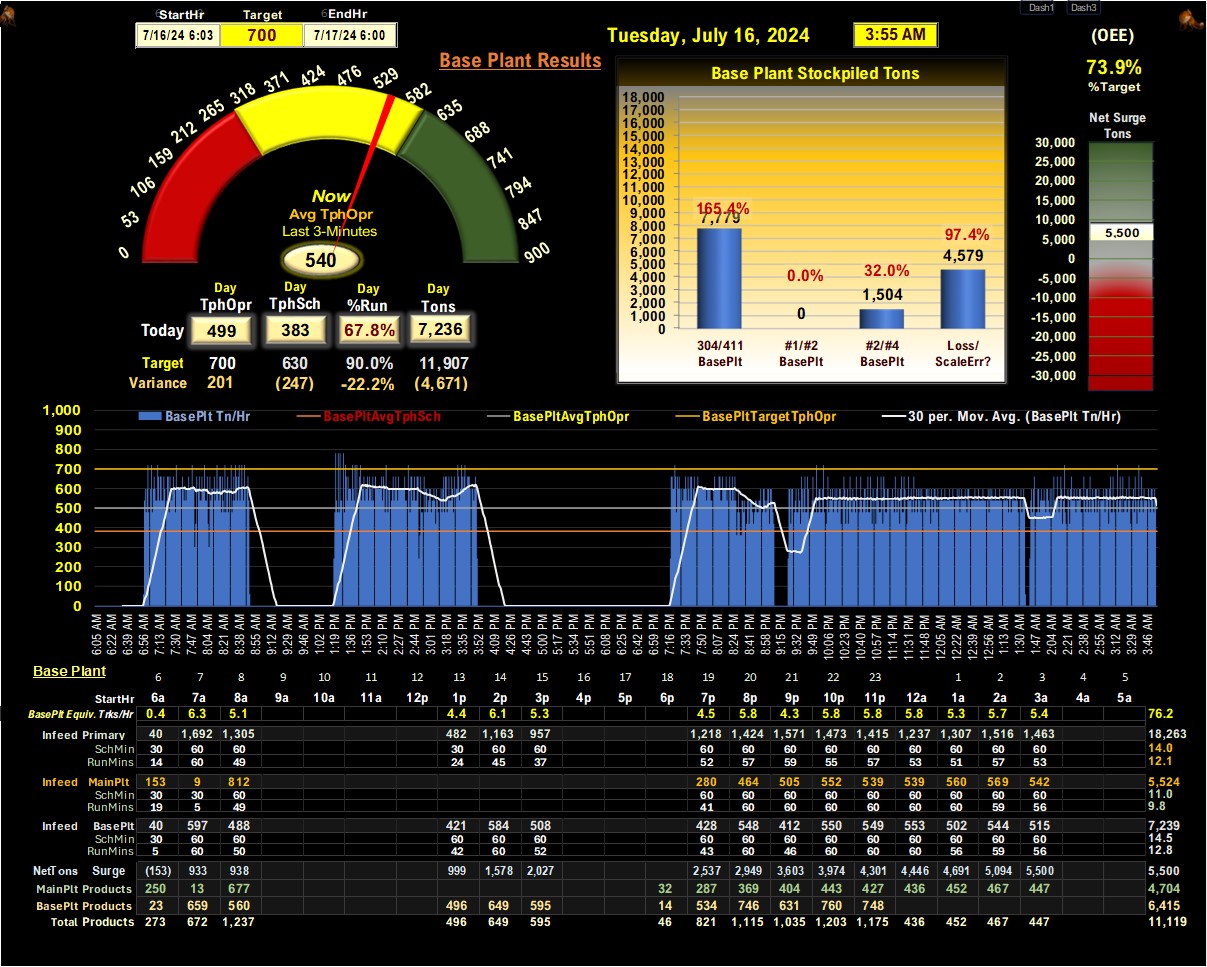 StartHr Target 6EndHr Dash1 Dash3
7/16/24 6:03 700 7/17/24 6:00
Tuesday, July 16, 2024 3:55 AM
(OEE)
73.9%
%Target
Base Plant Results
0 53 106 159 212 265 318 371 424 476 529 582 635 688 741 794 847 900
Now
Avg TphOpr
Last 3-Minutes
540
Day Day Day Day
TphOpr TphSch %Run Tons
Today 499 383 67.8% 7,236
Target 700 630 90.0% 11,907
Variance 201 (247) -22.2% (4,671)
Base Plant Stockpiled Tons
18,000
17,000
16,000
15,000
14,000
13,000
12,000
11,000
10,000
9,000
8,000
7,000
6,000
5,000
4,000
3,000
2,000
1,000
0
165.4% 0.0% 32.0% 97.4%
7,779 0 1,504 4,579
304/411 #1/#2 #2/#4 Loss/
BasePlt BasePlt BasePlt ScaleErr?
Net Surge
Tons
30,000
25,000
20,000
15,000
10,000
5,000
0
-5,000
-10,000
-15,000
-20,000
-25,000
-30,000
5.500
BasePlt Tn/Hr BasePltAvgTphSch BasePltAvgTphOpr BasePltTargetTphOpr 30 per. Mov. Avg. (BasePlt Tn/Hr)
1,000
900
800
700
600
500
400
300
200
100
0
6:05 AM 6:22 AM 6:39 AM 6:56 AM 7:13 AM 7:30 AM 7:47 AM 8:04 AM 8:21 AM 8:38 AM 8:55 AM 9:12 AM 9:29 AM 9:46 AM 1:02 PM 1:19 PM 1:36 PM 1:53 PM 2:10 PM 2:27 PM 2:44 PM 3:01 PM 3:18 PM 3:35 PM 3:52 PM 4:09 PM 4:26 PM 4:43 PM 5:00 PM 5:17 PM 5:34 PM 5:51 PM 6:08 PM 6:25 PM 6:42 PM 6:59 PM 7:16 PM 7:33 PM 7:50 PM 8:07 PM 8:24 PM 8:41 PM 8:58 PM 9:15 PM 9:32 PM 9:49 PM 10:06 PM 10:23 PM 10:40 PM 10:57 PM 11:14 PM 11:31 PM 11:48 PM 12:05 AM 12:22 AM 12:39 AM 12:56 AM 1:13 AM 1:30 AM 1:47 AM 2:04 AM 2:21 AM 2:38 AM 2:55 AM 3:12 AM 3:29 AM 3:46 AM
Base Plant
6 7 8 9 10 11 12 13 14 15 16 17 18 19 20 21 22 23 1 2 3 4 5
StartHr 6a 7a 8a 9a 10a 11a 12p 1p 2p 3p 4p 5p 6p 7p 8p 9p 10p 11p 12a 1a 2a 3a 4a 5a
BasePlt Equiv. Trks/Hr 0.4 6.3 5.1 4.4 6.1 5.3 4.5 5.8 4.3 5.8 5.8 5.8 5.3 5.7 5.4 76.2
Infeed Primary 40 1,692 1,305 482 1,163 957 1,218 1,424 1,571 1,473 1,415 1,237 1,307 1,516 1,463 18,263
SchMin 30 60 60 30 60 60 60 60 60 60 60 60 60 60 60 14.0
RunMins 14 60 49 24 45 37 52 57 59 55 57 53 51 57 53 12.1
Infeed MainPlt 153 9 812 280 464 505 552 539 539 560 569 542 5,524
SchMin 30 30 60 60 60 60 60 60 60 60 60 60 11.0
RunMins 19 5 49 41 60 60 60 60 60 60 59 56 9.8
Infeed BasePlt 40 597 488 421 584 508 428 548 412 550 549 553 502 544 515 7,239
SchMin 30 60 60 60 60 60 60 60 60 60 60 60 60 60 60 14.5
RunMins 5 60 50 42 60 52 43 60 46 60 60 60 56 59 56 12.8
NetTons Surge (153) 933 938 999 1,578 2,027 2,537 2,949 3,603 3,974 4,301 4,446 4,691 5,094 5,500 5,500
MainPlt Products 250 13 677 32 287 369 404 443 427 436 452 467 447 4,704
BasePlt Products 23 659 560 496 649 595 14 534 746 631 760 748 6,415
Total Products 273 672 1,237 496 649 595 46 821 1,115 1,035 1,203 1,175 436 452 467 447 11,119